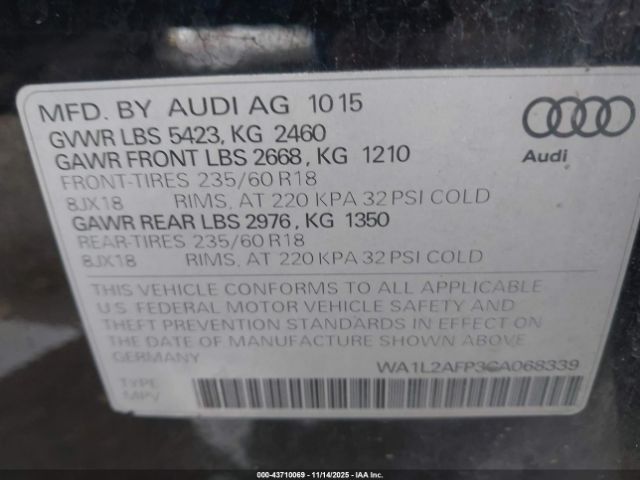 MFD. BY AUDI AG 10 15
GVWR LBS 5423, KG 2460
GAWR FRONT LBS 2668, KG 1210
FRONT-TIRES 235/60 R18
8JX18 RIMS, AT 220 KPA 32 PSI COLD
GAWR REAR LBS 2976, KG 1350
REAR-TIRES 235/60 R18
8JX18 RIMS, AT 220 KPA 32 PSI COLD
Audi
THIS VEHICLE CONFORMS TO ALL APPLICABLE
U.S. FEDERAL MOTOR VEHICLE SAFETY AND
THEFT PREVENTION STANDARDS IN EFFECT ON
THE DATE OF MANUFACTURE SHOWN ABOVE.
GERMANY WA1L2AFP3GA068339
TYPE:
MPV
00-43710069 - 11/14/2025 - IAA Inc.